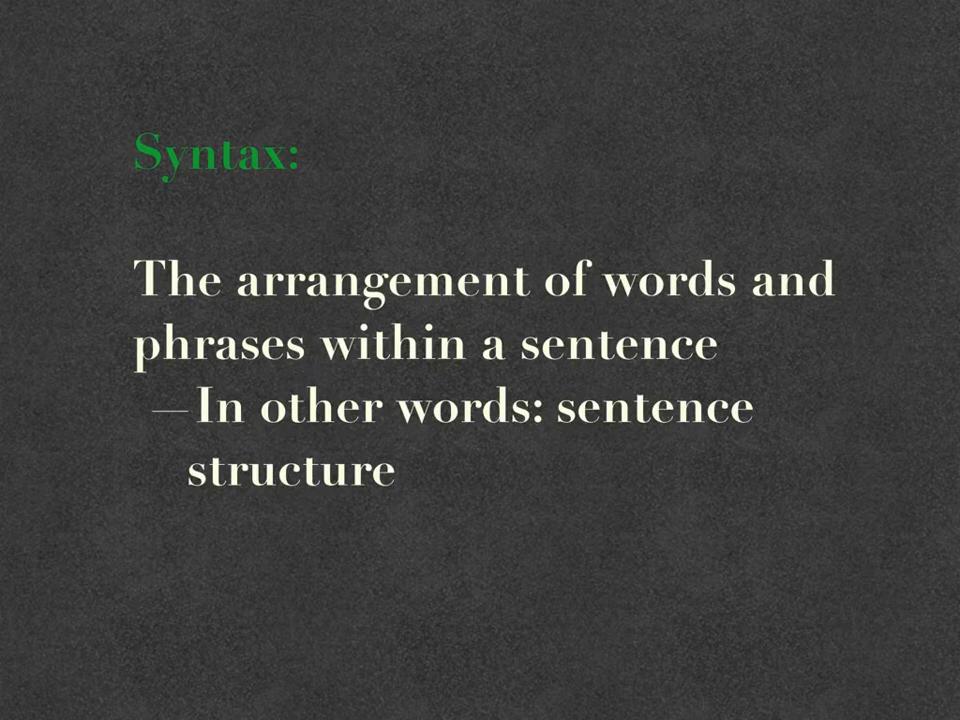 Syntax:
The arrangement of words and
phrases within a sentence
—In other words: sentence
structure